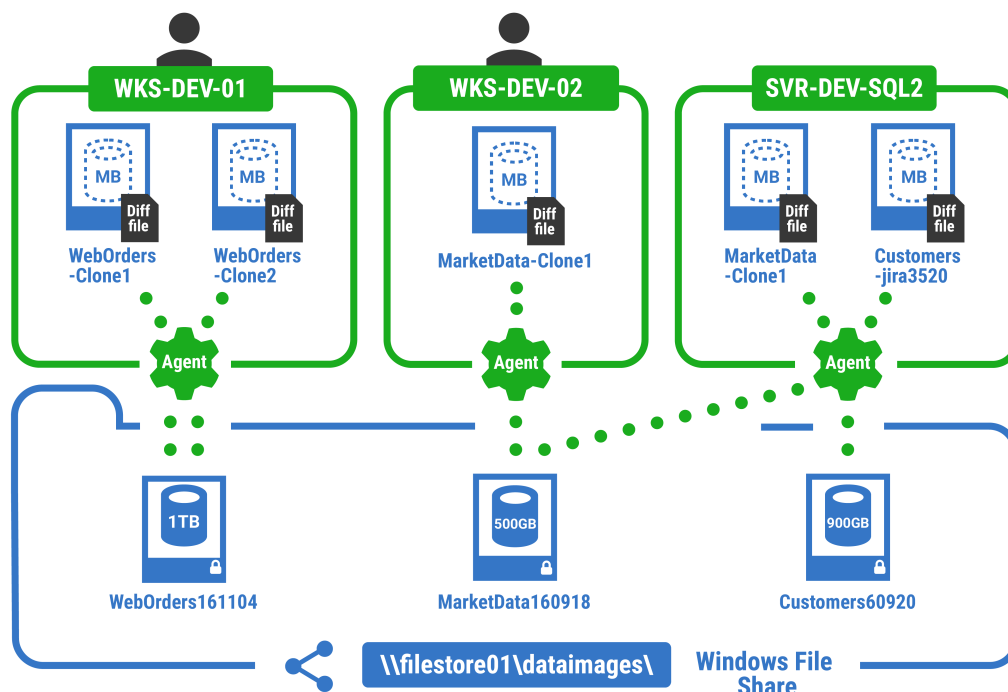 WKS-DEV-01
WKS-DEV-02
SVR-DEV-SQL2
MB
Diff
file
WebOrders
-Clone1
MB
Diff
file
WebOrders
-Clone2
MB
Diff
file
MarketData-Clone1
MB
Diff
file
MarketData
-Clone1
MB
Diff
file
Customers
-jira3520
Agent
Agent
Agent
1TB
WebOrders161104
500GB
MarketData160918
900GB
Customers60920
\\filestore01\dataimages\
Windows File
Share